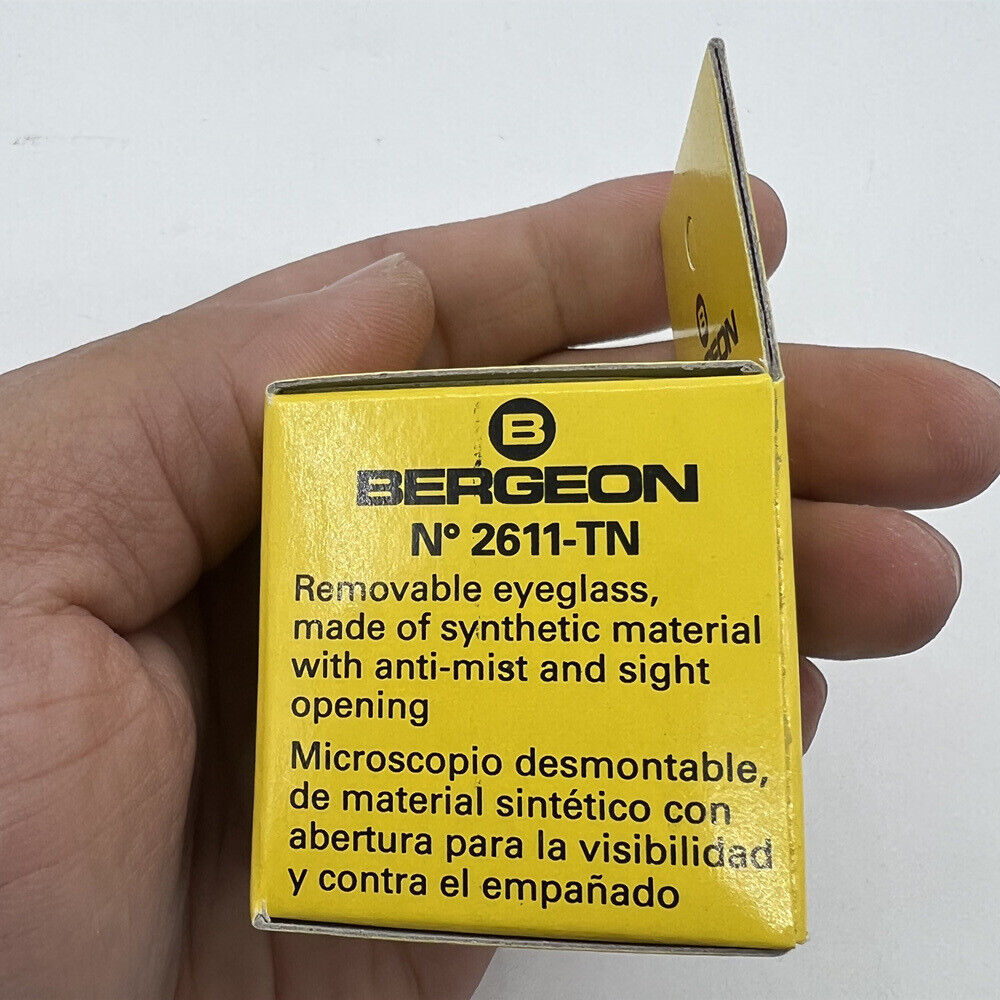 B
EON
B
BERGEON
N° 2611-TN
Removable eyeglass,
made of synthetic material
with anti-mist and sight
opening
Microscopio desmontable,
de material sintético con
abertura para la visibilidad
y contra el empañado